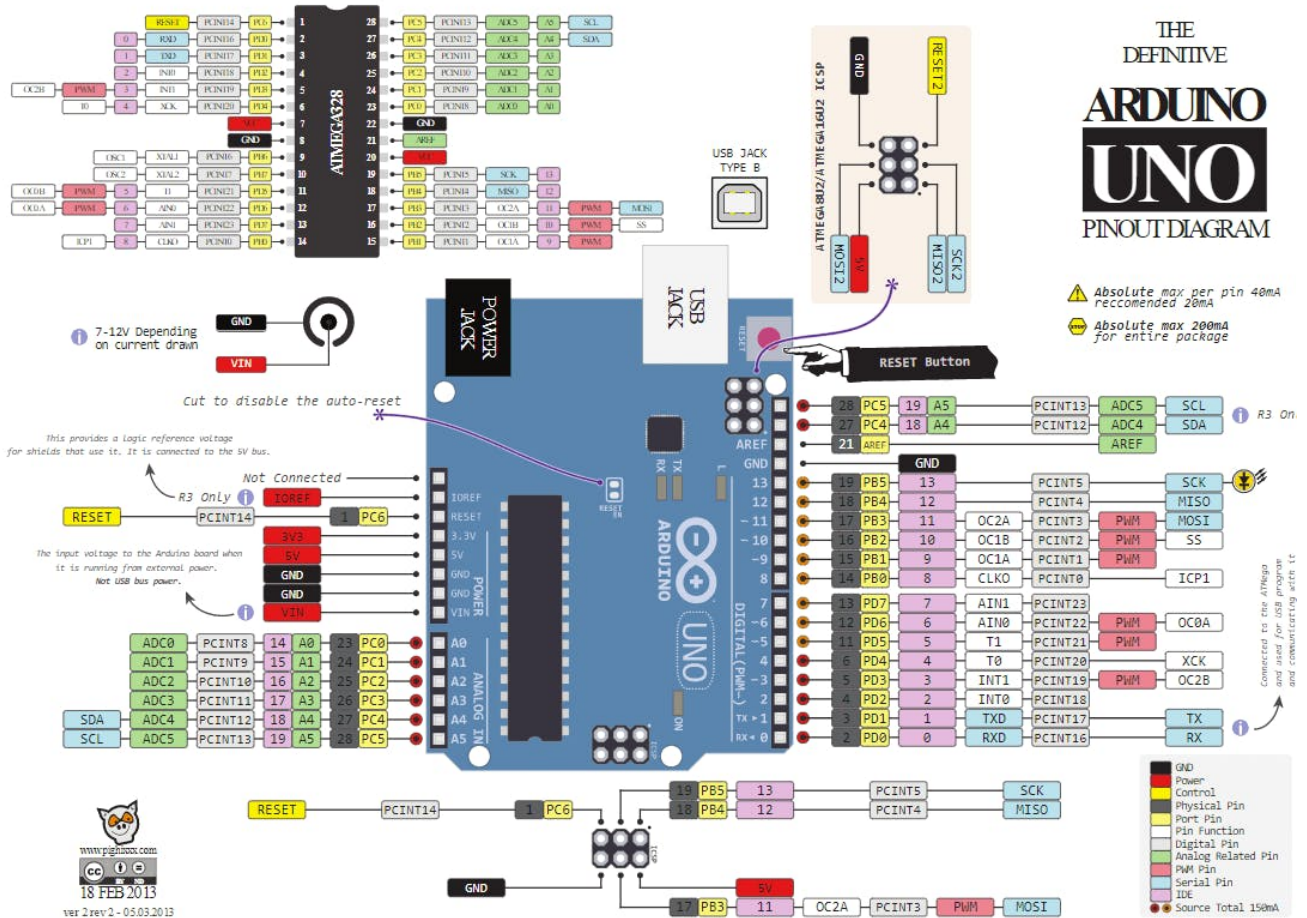 THE
DEFINITIVE
ARDUINO
UNO
PINOUT DIAGRAM
Absolute max per pin 40mA
reccomended 20mA
Absolute max 200mA
for entire package
ATMEGA328
RESET PCINT14 PC6 1
0 RXD PCINT16 PD0 2
1 TXD PCINT17 PD1 3
2 INT0 PCINT18 PD2 4
OC2B PWM 3 INT1 PCINT19 PD3 5
T0 4 XCK PCINT20 PD4 6
VCC 7
GND 8
OSC1 XTAL1 PCINT6 PB6 9
OSC2 XTAL2 PCINT7 PB7 10
OC0B PWM 5 T1 PCINT21 PD5 11
OC0A PWM 6 AIN0 PCINT22 PD6 12
7 AIN1 PCINT23 PD7 13
ICP1 8 CLKO PCINT0 PB0 14
28 PC5 PCINT13 ADC5 A5 SCL
27 PC4 PCINT12 ADC4 A4 SDA
26 PC3 PCINT11 ADC3 A3
25 PC2 PCINT10 ADC2 A2
24 PC1 PCINT9 ADC1 A1
23 PC0 PCINT8 ADC0 A0
22 GND
21 AREF
20 VCC
19 PB5 PCINT5 SCK 13
18 PB4 PCINT4 MISO 12
17 PB3 PCINT3 OC2A 11 PWM MOSI
16 PB2 PCINT2 OC1B 10 PWM SS
15 PB1 PCINT1 OC1A 9 PWM
USB JACK
TYPE B
ATMEGA8U2//ATMEGA16U2 ICSP
GND
RESET2
MOSI2
5V
MISO2
SCK2
7-12V Depending
on current drawn
GND
VIN
POWER
JACK
USB
JACK
RESET
RESET Button
Cut to disable the auto-reset
This provides a logic reference voltage
for shields that use it. It is connected to the 5V bus.
Not Connected
R3 Only IOREF
RESET PCINT14 1 PC6
3V3
5V
GND
GND
VIN
The input voltage to the Arduino board when
it is running from external power.
Not USB bus power.
ADC0 PCINT8 14 A0 23 PC0
ADC1 PCINT9 15 A1 24 PC1
ADC2 PCINT10 16 A2 25 PC2
ADC3 PCINT11 17 A3 26 PC3
SDA ADC4 PCINT12 18 A4 27 PC4
SCL ADC5 PCINT13 19 A5 28 PC5
IOREF
RESET
3.3V
5V
GND
GND
VIN
POWER
A0
A1
A2
A3
A4
A5
ANALOG IN
RESET
EN
RX
TX
L
ARDUINO
UNO
ON
ICSP
AREF
GND
13
12
~11
~10
~9
8
7
~6
~5
4
~3
2
TX 1
RX 0
DIGITAL(PWM~)
28 PC5 19 A5 PCINT13 ADC5 SCL
27 PC4 18 A4 PCINT12 ADC4 SDA
R3 On
21 AREF AREF
GND
19 PB5 13 PCINT5 SCK
18 PB4 12 PCINT4 MISO
17 PB3 11 OC2A PCINT3 PWM MOSI
16 PB2 10 OC1B PCINT2 PWM SS
15 PB1 9 OC1A PCINT1 PWM
14 PB0 8 CLKO PCINT0 ICP1
13 PD7 7 AIN1 PCINT23
12 PD6 6 AIN0 PCINT22 PWM OC0A
11 PD5 5 T1 PCINT21 PWM
6 PD4 4 T0 PCINT20 XCK
5 PD3 3 INT1 PCINT19 PWM OC2B
4 PD2 2 INT0 PCINT18
3 PD1 1 TXD PCINT17 TX
2 PD0 0 RXD PCINT16 RX
Connected to the ATMega
and used for USB program
and communicating with it
RESET PCINT14 1 PC6
GND
ICSP
19 PB5 13 PCINT5 SCK
18 PB4 12 PCINT4 MISO
5V
17 PB3 11 OC2A PCINT3 PWM MOSI
GND
Power
Control
Physical Pin
Port Pin
Pin Function
Digital Pin
Analog Related Pin
PWM Pin
Serial Pin
IDE
Source Total 150mA
www.pighixxx.com
cc
BY ND
18 FEB 2013
ver 2 rev 2 - 05.03.2013